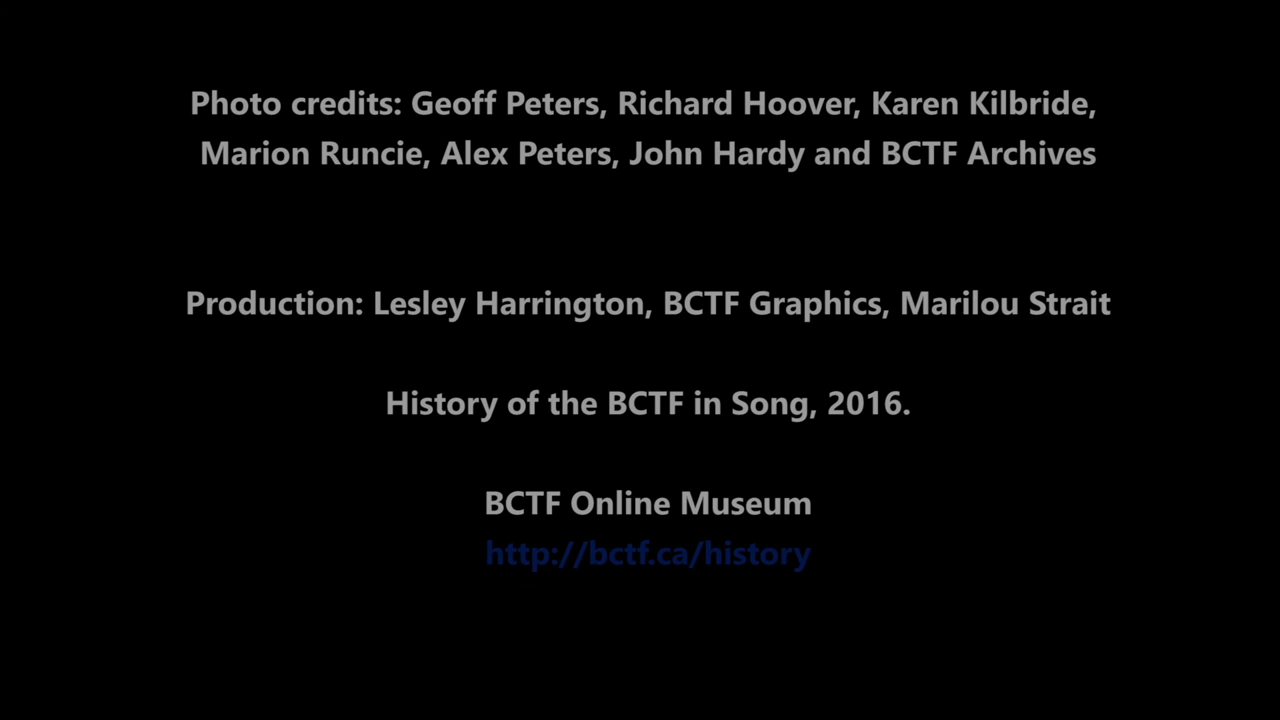 Photo credits: Geoff Peters, Richard Hoover, Karen Kilbride,
Marion Runcie, Alex Peters, John Hardy and BCTF Archives
Production: Lesley Harrington, BCTF Graphics, Marilou Strait
History of the BCTF in Song, 2016.
BCTF Online Museum
http://bctf.ca/history